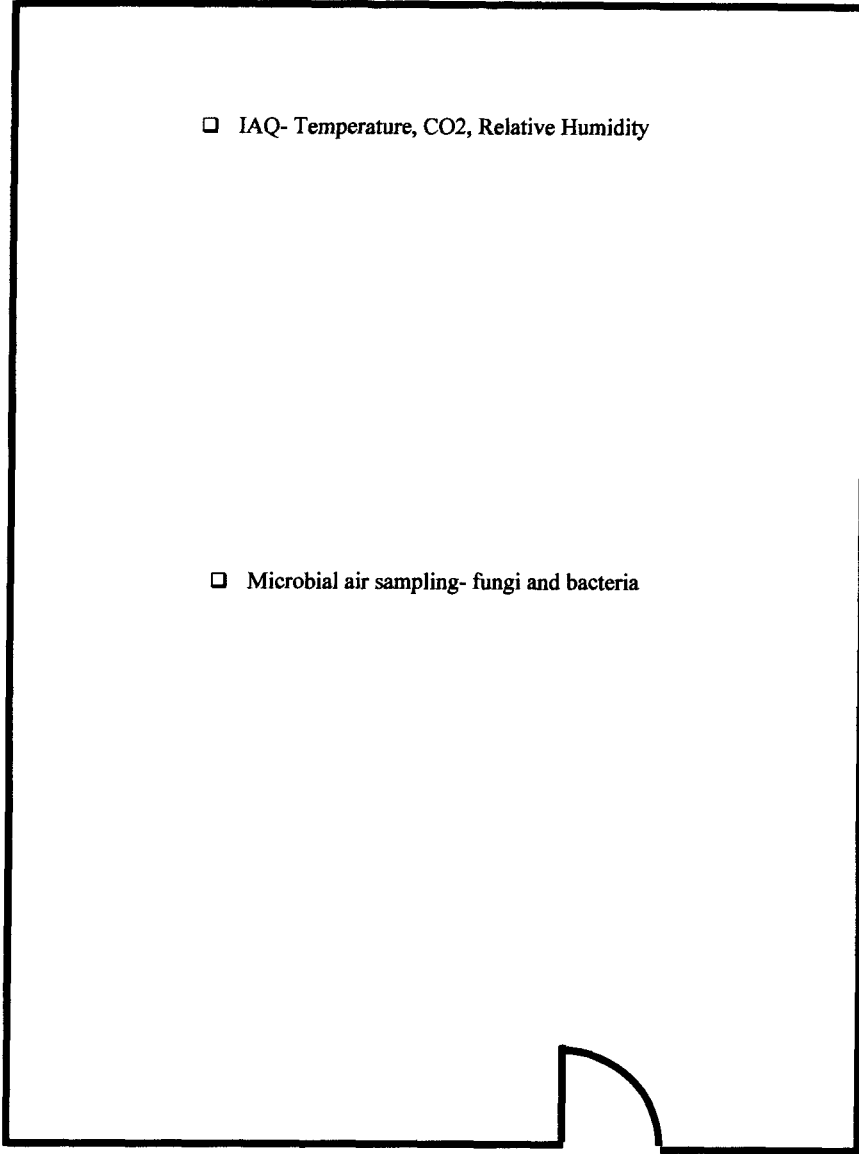 ❑ IAQ- Temperature, CO2, Relative Humidity
❑ Microbial air sampling- fungi and bacteria